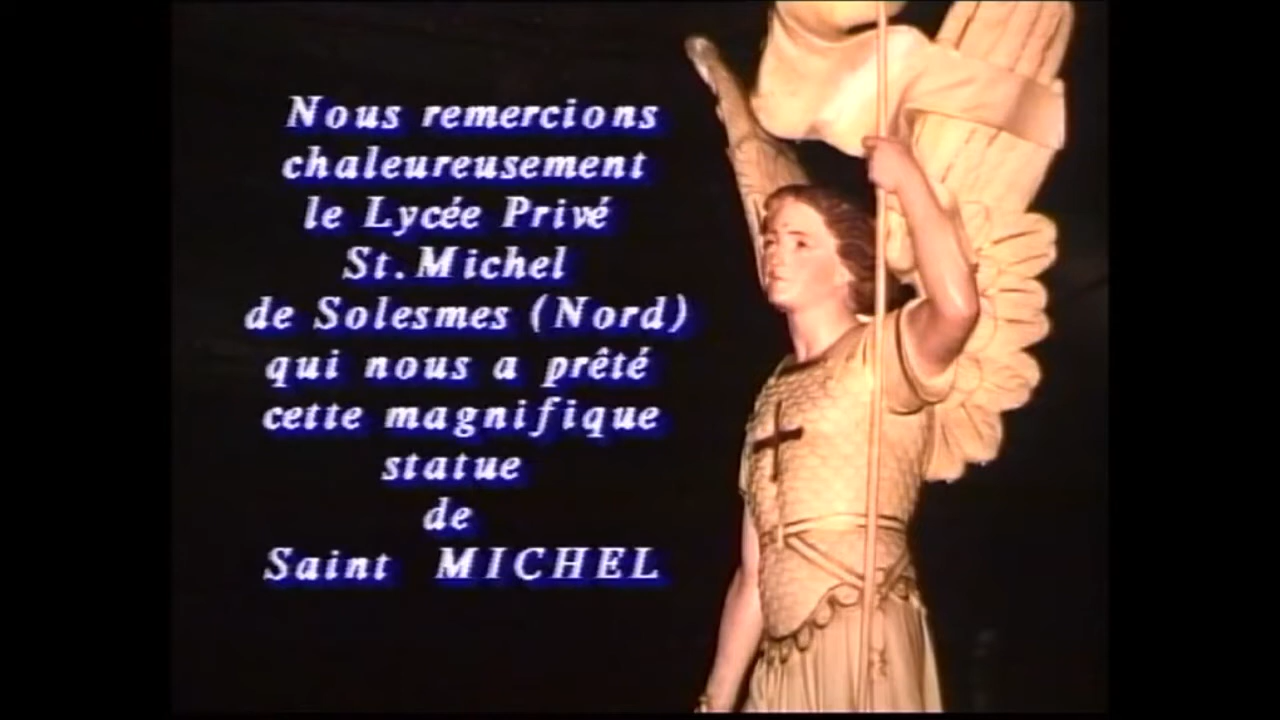 Nous remercions
chaleureusement
le Lycée Privé
St.Michel
de Solesmes (Nord)
qui nous a prêté
cette magnifique
statue
de
Saint MICHEL